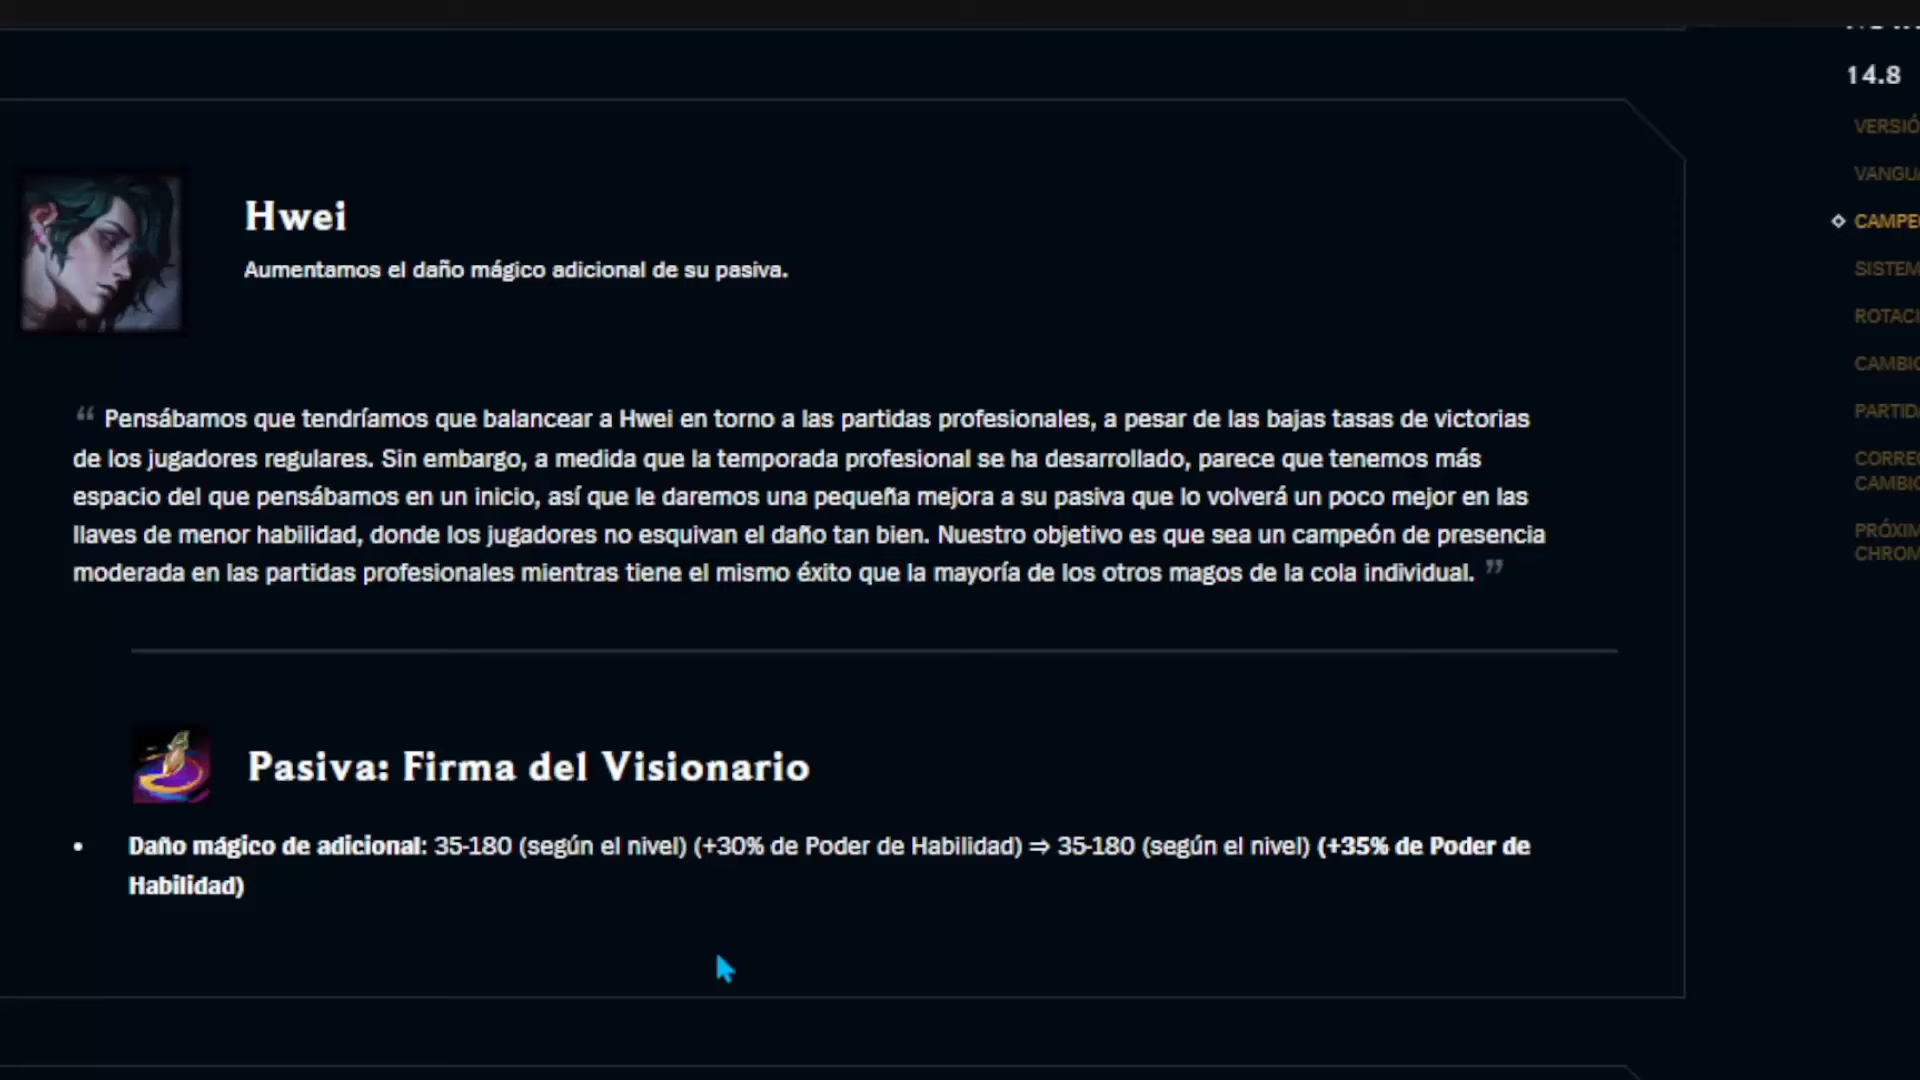 14.8
Hwei
Aumentamos el daño mágico adicional de su pasiva.
“ Pensábamos que tendríamos que balancear a Hwei en torno a las partidas profesionales, a pesar de las bajas tasas de victorias
de los jugadores regulares. Sin embargo, a medida que la temporada profesional se ha desarrollado, parece que tenemos más
espacio del que pensábamos en un inicio, así que le daremos una pequeña mejora a su pasiva que lo volverá un poco mejor en las
llaves de menor habilidad, donde los jugadores no esquivan el daño tan bien. Nuestro objetivo es que sea un campeón de presencia
moderada en las partidas profesionales mientras tiene el mismo éxito que la mayoría de los otros magos de la cola individual. ”
Pasiva: Firma del Visionario
• Daño mágico de adicional: 35-180 (según el nivel) (+30% de Poder de Habilidad) ⇒ 35-180 (según el nivel) (+35% de Poder de
Habilidad)
VERSIÓ
VANGUA
CAMPE
SISTEM
ROTACI
CAMBIO
PARTIDA
CORREC
CAMBIO
PRÓXIM
CHROM